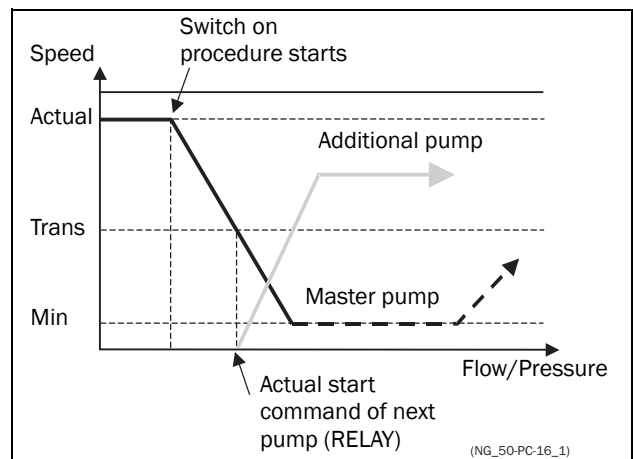 Switch on
procedure starts
Speed
Actual
Additional pump
Trans
Master pump
Min
Flow/Pressure
Actual start
command of next
pump (RELAY)
(NG_50-PC-16_1)